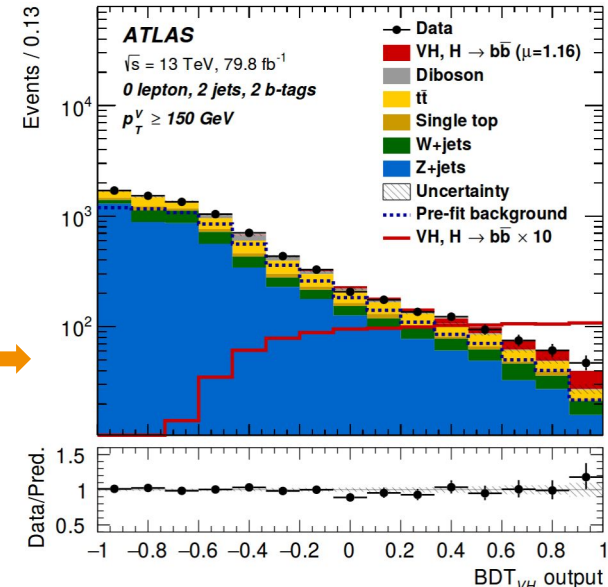 Events / 0.13
10⁴
10³
10²
ATLAS
√s = 13 TeV, 79.8 fb⁻¹
0 lepton, 2 jets, 2 b-tags
p_T^V ≥ 150 GeV
Data
VH, H → bb̅ (μ=1.16)
Diboson
tt̅
Single top
W+jets
Z+jets
Uncertainty
Pre-fit background
VH, H → bb̅ × 10
Data/Pred.
1.5
1
0.5
−1 −0.8 −0.6 −0.4 −0.2 0 0.2 0.4 0.6 0.8 1
BDT_VH output